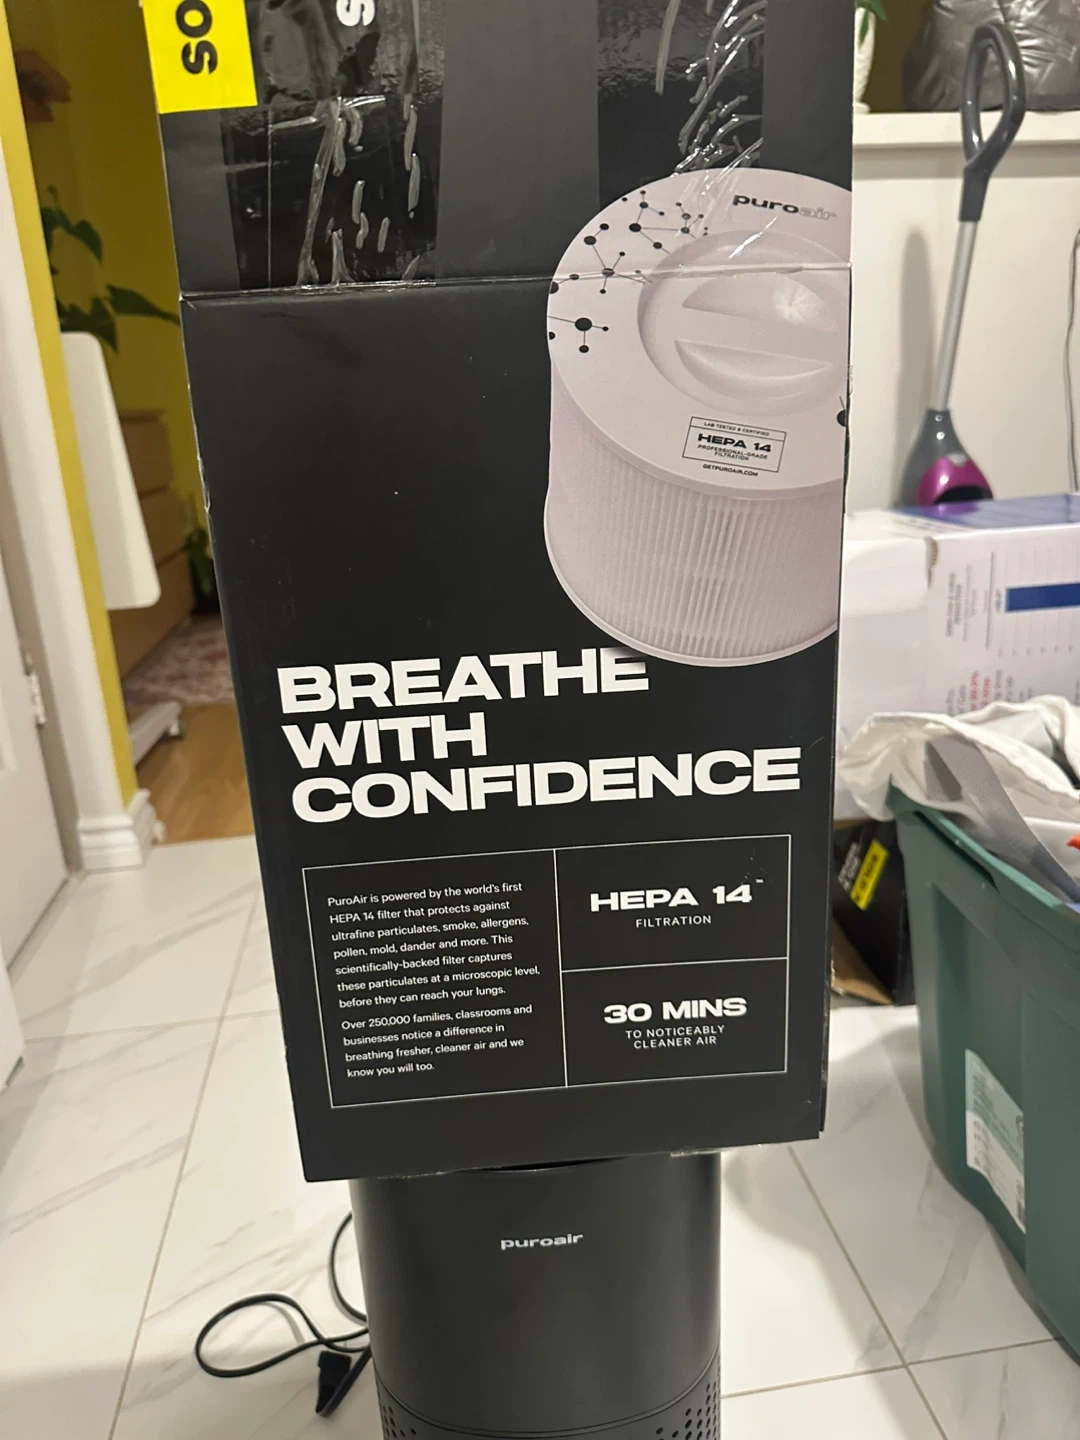 SO
S
puroair
LAB TESTED & CERTIFIED
HEPA 14
PROFESSIONAL-GRADE
FILTRATION
GETPUROAIR.COM
BREATHE
WITH
CONFIDENCE
PuroAir is powered by the world's first
HEPA 14 filter that protects against
ultrafine particulates, smoke, allergens,
pollen, mold, dander and more. This
scientifically-backed filter captures
these particulates at a microscopic level,
before they can reach your lungs.
Over 250,000 families, classrooms and
businesses notice a difference in
breathing fresher, cleaner air and we
know you will too.
HEPA 14™
FILTRATION
30 MINS
TO NOTICEABLY
CLEANER AIR
puroair